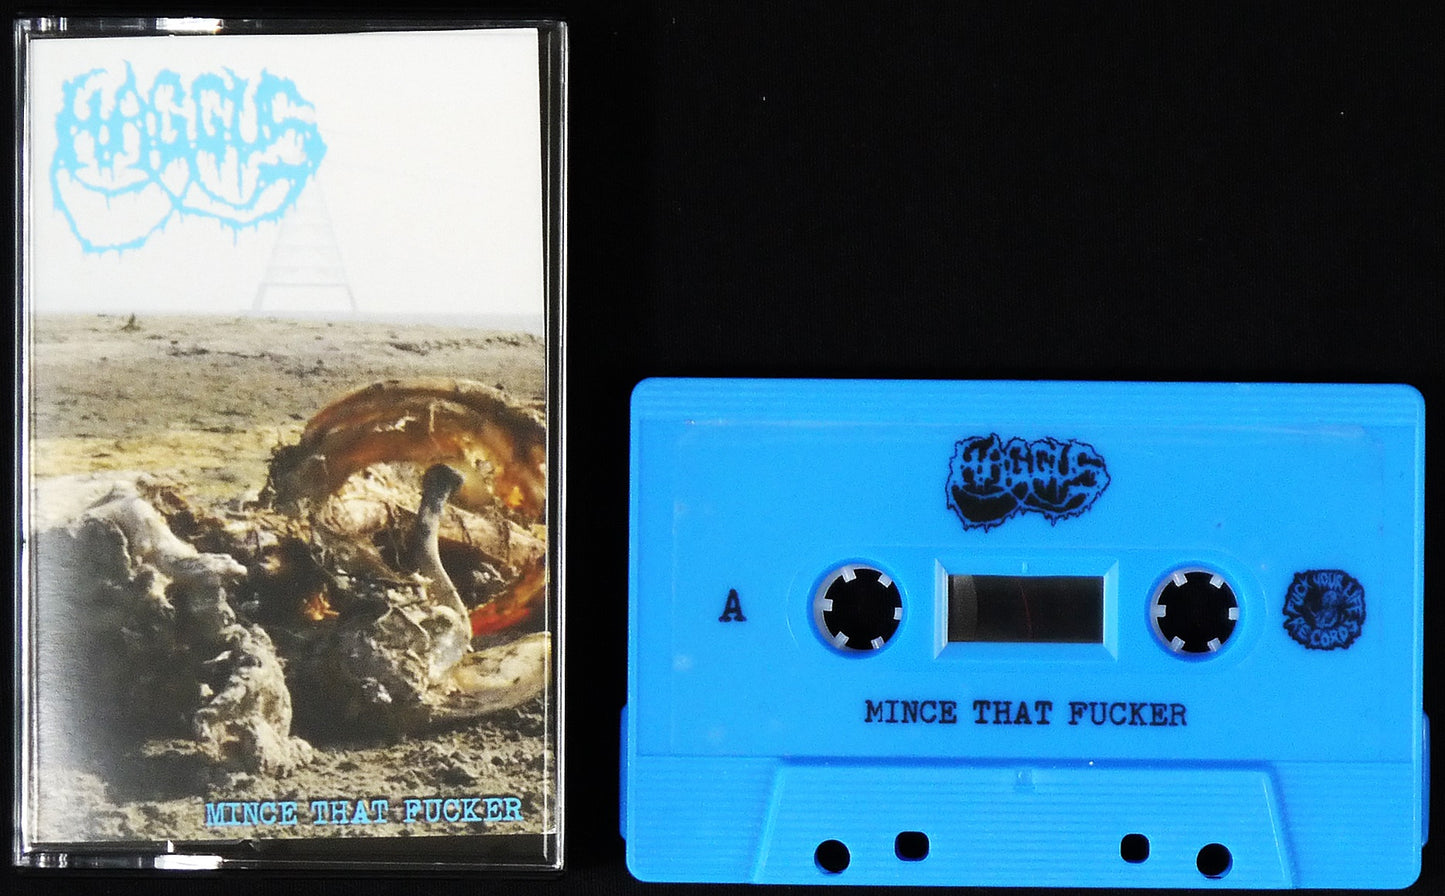 HAGGUS
MINCE THAT FUCKER
HAGGUS
A
FUCK YOUR LIFE
RECORDS
MINCE THAT FUCKER